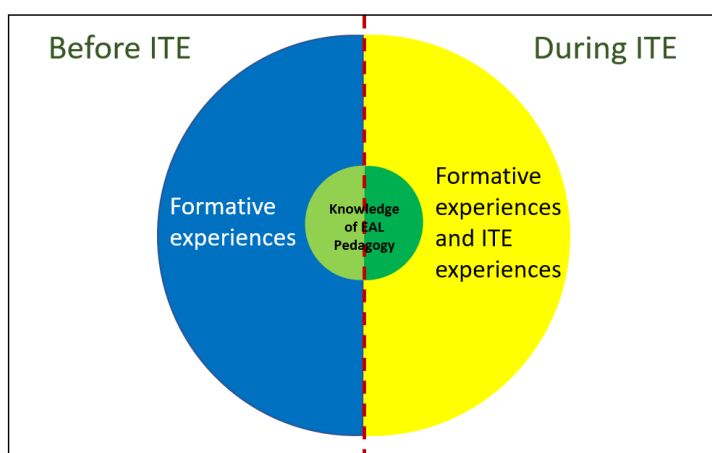 Before ITE
During ITE
Formative
experiences
Knowledge
of EAL
Pedagogy
Formative
experiences
and ITE
experiences